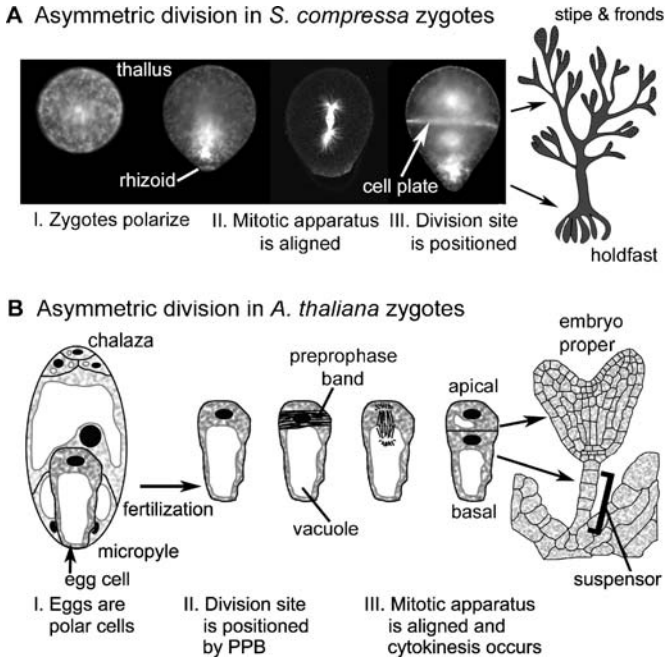 A Asymmetric division in S. compressa zygotes
stipe & fronds
thallus
rhizoid
cell plate
I. Zygotes polarize
II. Mitotic apparatus
is aligned
III. Division site
is positioned
holdfast
B Asymmetric division in A. thaliana zygotes
chalaza
embryo
proper
preprophase
band
apical
fertilization
vacuole
basal
micropyle
egg cell
suspensor
I. Eggs are
polar cells
II. Division site
is positioned
by PPB
III. Mitotic apparatus
is aligned and
cytokinesis occurs